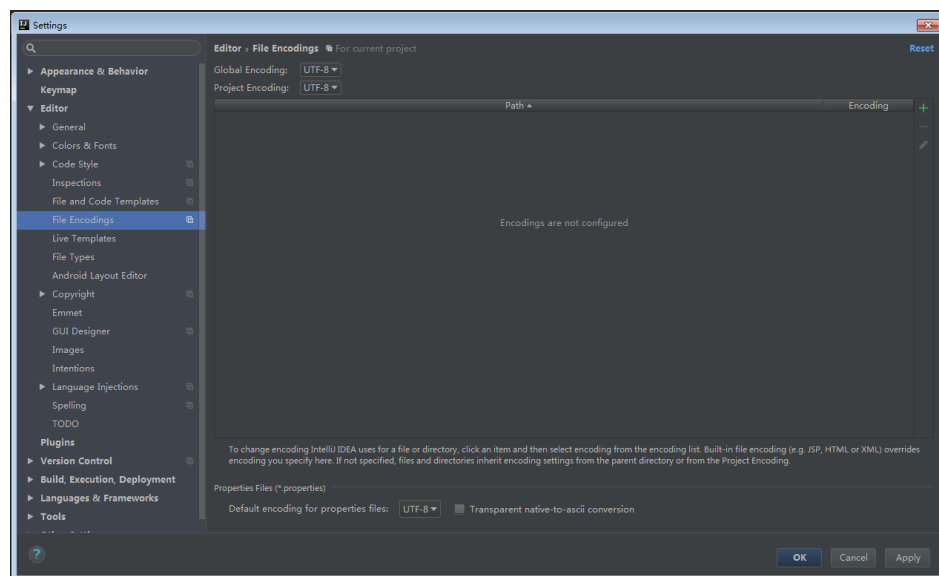 Settings
Editor › File Encodings For current project
Reset
Global Encoding: UTF-8
Project Encoding: UTF-8
Path
Encoding
Encodings are not configured
Appearance & Behavior
Keymap
Editor
General
Colors & Fonts
Code Style
Inspections
File and Code Templates
File Encodings
Live Templates
File Types
Android Layout Editor
Copyright
Emmet
GUI Designer
Images
Intentions
Language Injections
Spelling
TODO
Plugins
Version Control
Build, Execution, Deployment
Languages & Frameworks
Tools
To change encoding IntelliJ IDEA uses for a file or directory, click an item and then select encoding from the encoding list. Built-in file encoding (e.g. JSP, HTML or XML) overrides
encoding you specify here. If not specified, files and directories inherit encoding settings from the parent directory or from the Project Encoding.
Properties Files (*.properties)
Default encoding for properties files: UTF-8 Transparent native-to-ascii conversion
?
OK
Cancel
Apply